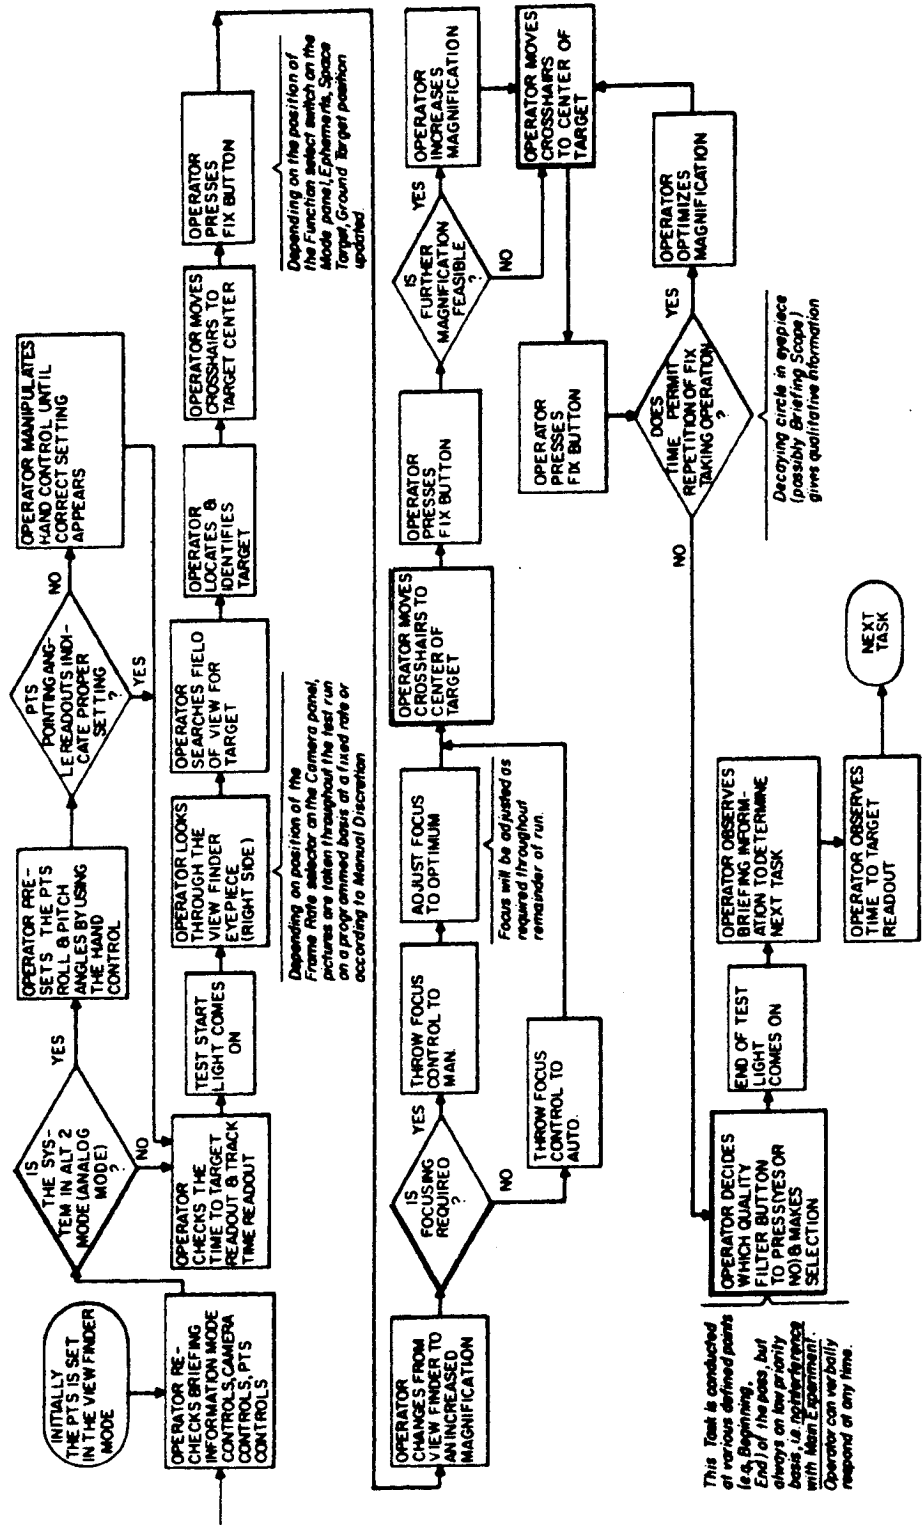 INITIALLY
THE PTS IS SET
IN THE VIEW FINDER
MODE
OPERATOR RE-
CHECKS BRIEFING
INFORMATION MODE
CONTROLS, CAMERA
CONTROLS, PTS
CONTROLS
IS
THE SYS-
TEM IN ALT 2
MODE (ANALOG
MODE)
?
YES
NO
OPERATOR PRE-
SETS THE PTS
ROLL & PITCH
ANGLES BY USING
THE HAND
CONTROL
PTS
POINTING ANG-
LE READOUTS INDI-
CATE PROPER
SETTING
?
NO
YES
OPERATOR MANIPULATES
HAND CONTROL UNTIL
CORRECT SETTING
APPEARS
OPERATOR
CHECKS THE
TIME TO TARGET
READOUT & TRACK
TIME READOUT
TEST START
LIGHT COMES
ON
OPERATOR LOOKS
THROUGH THE
VIEW FINDER
EYEPIECE
(RIGHT SIDE)
OPERATOR
SEARCHES FIELD
OF VIEW FOR
TARGET
OPERATOR
LOCATES &
IDENTIFIES
TARGET
OPERATOR MOVES
CROSSHAIRS TO
TARGET CENTER
OPERATOR
PRESSES
FIX BUTTON
Depending on position of the
Frame Rate selector on the Camera panel,
pictures are taken throughout the test run
on a programmed basis at a fixed rate or
according to Manual Discretion
Depending on the position of
the Function select switch on the
Mode panel, Ephemeris, Space
Target, Ground Target position
updated.
OPERATOR
CHANGES FROM
VIEW FINDER TO
AN INCREASED
MAGNIFICATION
IS
FOCUSING
REQUIRED
?
YES
NO
THROW FOCUS
CONTROL TO
MAN.
ADJUST FOCUS
TO OPTIMUM
THROW FOCUS
CONTROL TO
AUTO.
Focus will be adjusted as
required throughout
remainder of run.
OPERATOR MOVES
CROSSHAIRS TO
CENTER OF
TARGET
OPERATOR
PRESSES
FIX BUTTON
IS
FURTHER
MAGNIFICATION
FEASIBLE
?
YES
NO
OPERATOR
INCREASES
MAGNIFICATION
OPERATOR MOVES
CROSSHAIRS
TO CENTER OF
TARGET
OPERATOR
PRESSES
FIX BUTTON
DOES
TIME PERMIT
REPETITION OF FIX
TAKING OPERATION
?
YES
NO
OPERATOR
OPTIMIZES
MAGNIFICATION
Decaying circle in eyepiece
(possibly Briefing Scope)
gives qualitative information
OPERATOR DECIDES
WHICH QUALITY
FILTER BUTTON
TO PRESS(YES OR
NO) & MAKES
SELECTION
This Task is conducted
at various defined points
(e.g., Beginning,
End) of the pass, but
always on low priority
basis, i.e. noninterference
with Main Experiment.
Operator can verbally
respond at any time.
END OF TEST
LIGHT
COMES ON
OPERATOR OBSERVES
BRIEFING INFORM-
ATION TO DETERMINE
NEXT TASK
OPERATOR OBSERVES
TIME TO TARGET
READOUT
NEXT
TASK